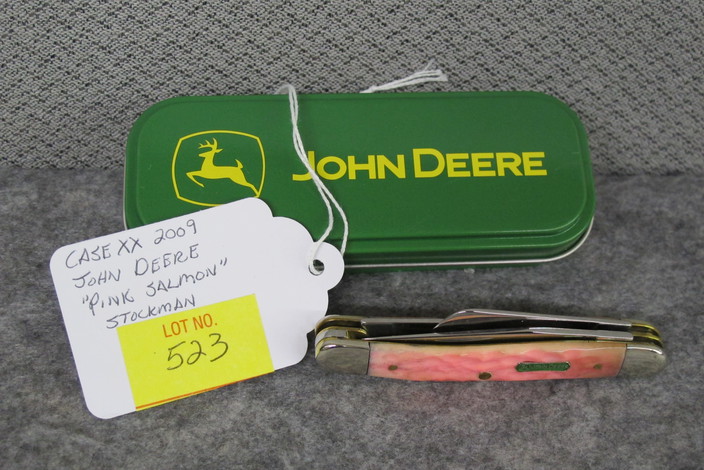 JOHN DEERE
CASE XX 2009
JOHN DEERE
"PINK SALMON"
STOCKMAN
LOT NO.
523